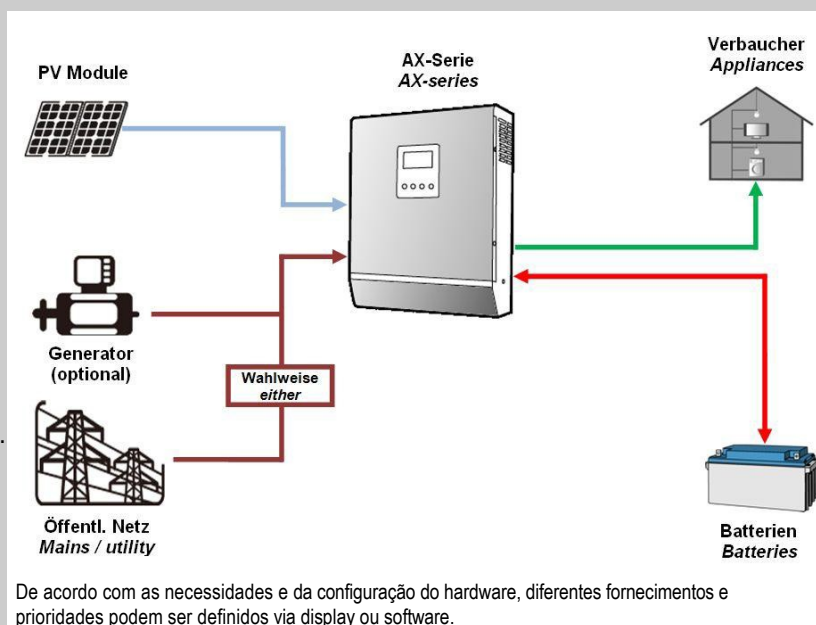 PV Module
AX-Serie
AX-series
Verbaucher
Appliances
Generator
(optional)
Wahlweise
either
Öffentl. Netz
Mains / utility
Batterien
Batteries
De acordo com as necessidades e da configuração do hardware, diferentes fornecimentos e
prioridades podem ser definidos via display ou software.